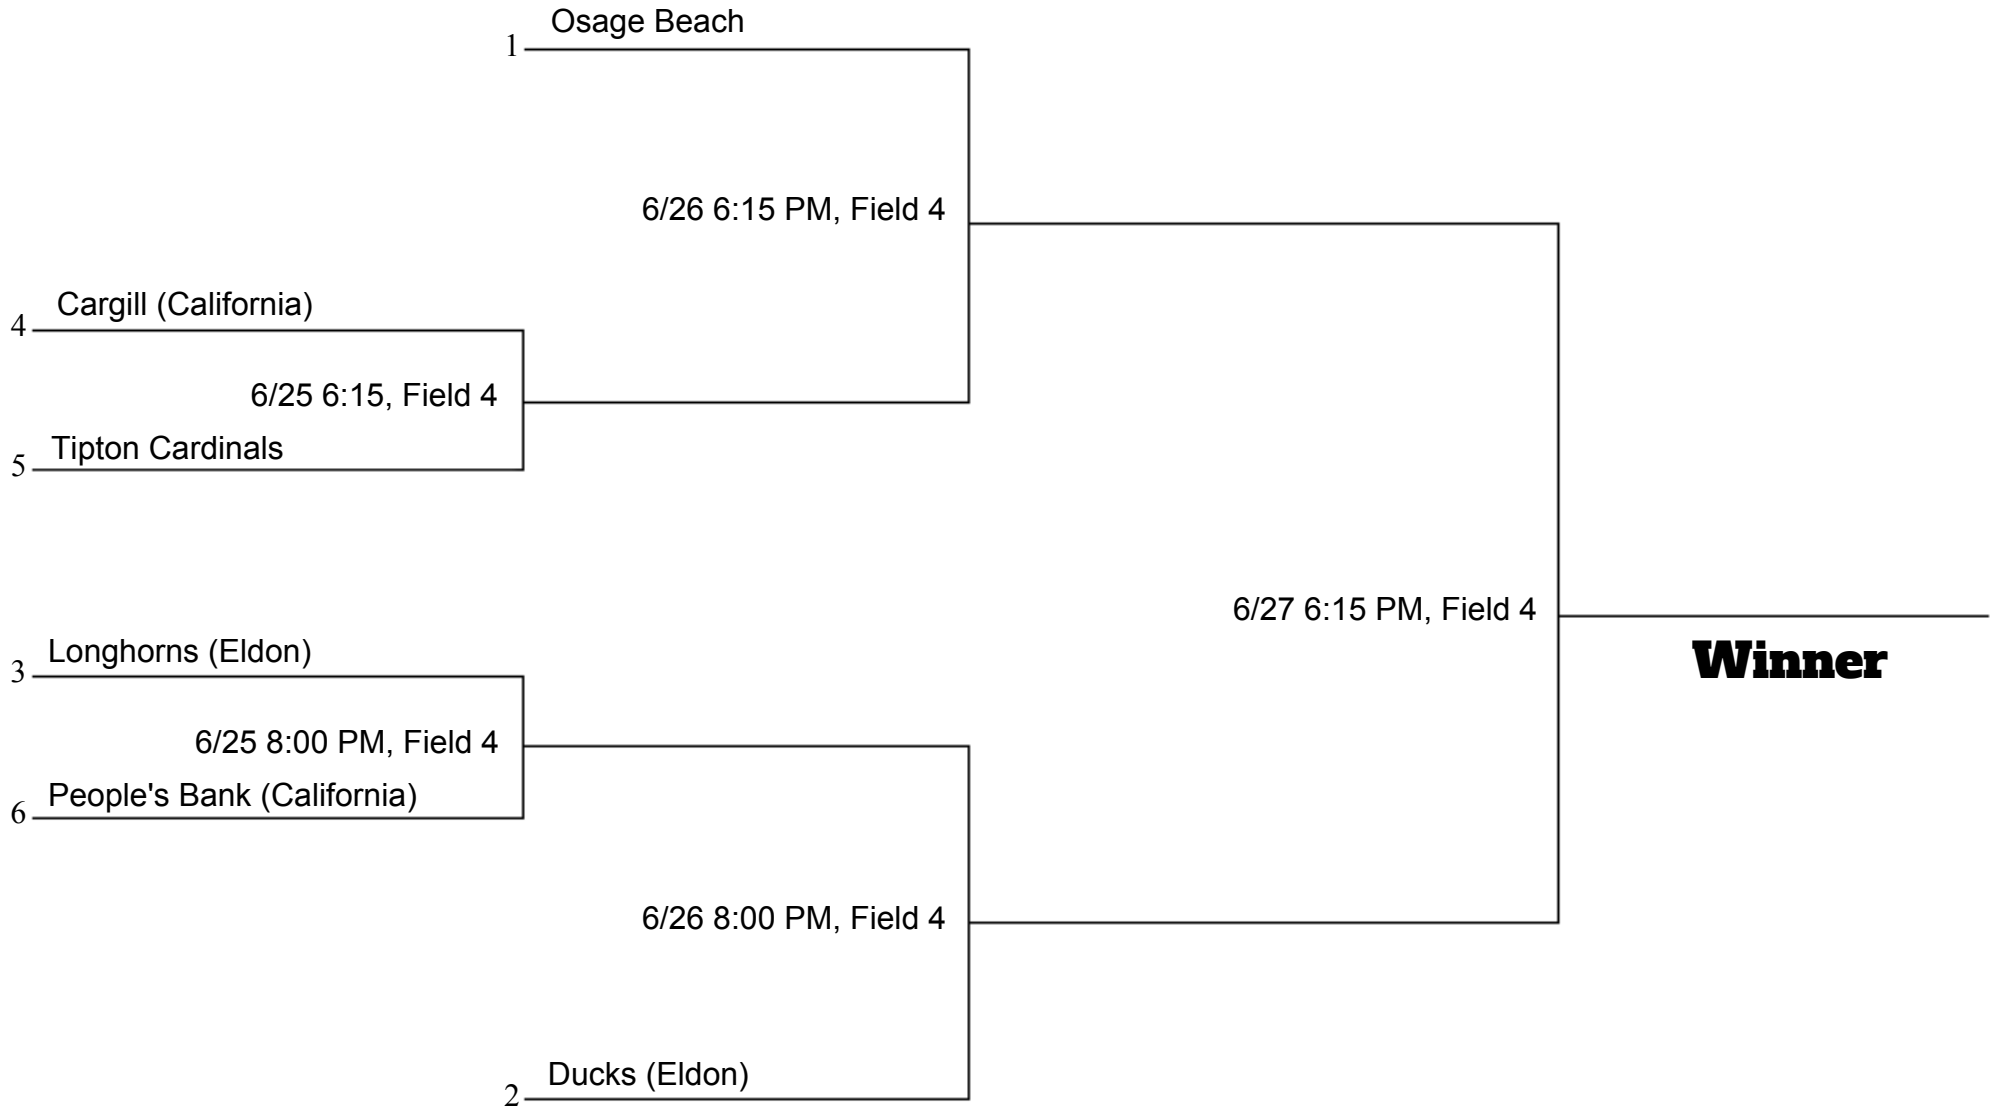 Osage Beach
1
6/26 6:15 PM, Field 4
Cargill (California)
4
6/25 6:15, Field 4
Tipton Cardinals
5
6/27 6:15 PM, Field 4
Winner
Longhorns (Eldon)
3
6/25 8:00 PM, Field 4
People's Bank (California)
6
6/26 8:00 PM, Field 4
Ducks (Eldon)
2